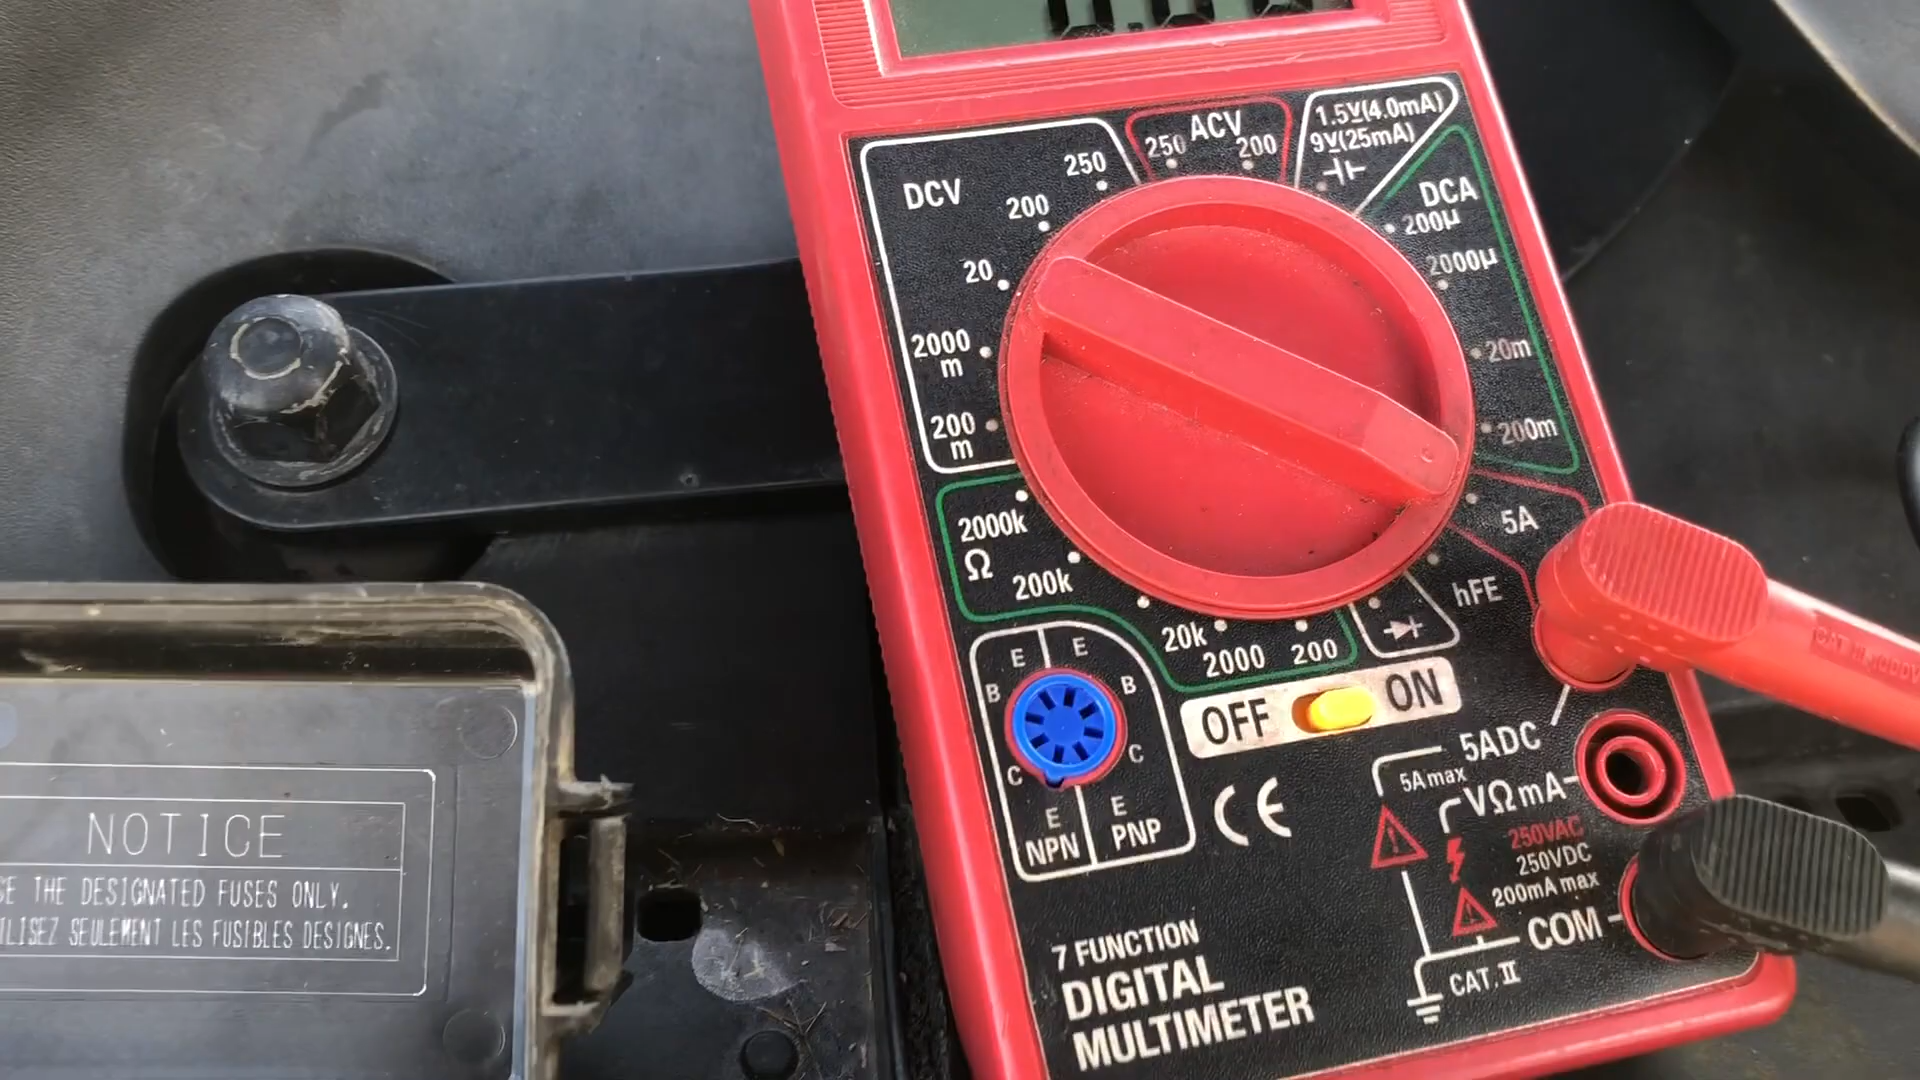 1.5V(4.0mA)
9V(25mA)
ACV
250
200
DCV
250
200
20
2000
m
200
m
DCA
200µ
2000µ
20m
200m
5A
hFE
2000k
Ω
200k
20k
2000
200
OFF
ON
E
E
B
B
C
C
E
E
NPN
PNP
CE
5ADC
5A max
VΩmA
250VAC
250VDC
200mA max
COM
CAT. II
7 FUNCTION
DIGITAL
MULTIMETER
NOTICE
THE DESIGNATED FUSES ONLY.
SEULEMENT LES FUSIBLES DESIGNES.